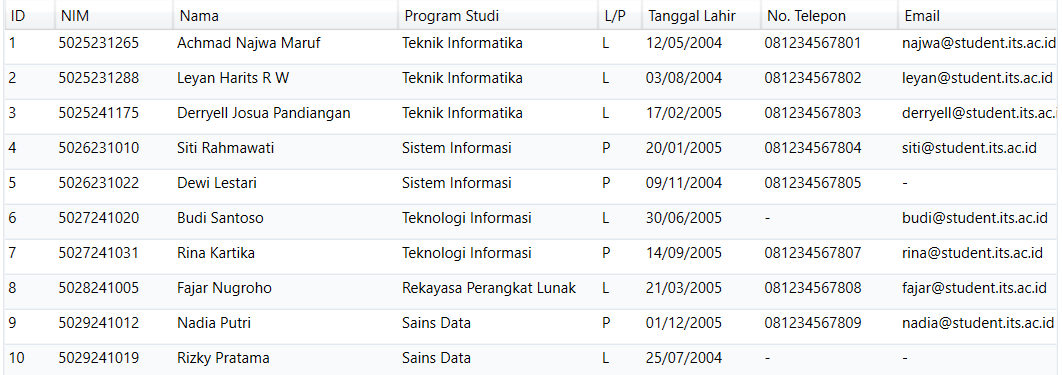 ID NIM Nama Program Studi L/P Tanggal Lahir No. Telepon Email
1 5025231265 Achmad Najwa Maruf Teknik Informatika L 12/05/2004 081234567801 najwa@student.its.ac.id
2 5025231288 Leyan Harits R W Teknik Informatika L 03/08/2004 081234567802 leyan@student.its.ac.id
3 5025241175 Derryell Josua Pandiangan Teknik Informatika L 17/02/2005 081234567803 derryell@student.its.ac.i
4 5026231010 Siti Rahmawati Sistem Informasi P 20/01/2005 081234567804 siti@student.its.ac.id
5 5026231022 Dewi Lestari Sistem Informasi P 09/11/2004 081234567805 -
6 5027241020 Budi Santoso Teknologi Informasi L 30/06/2005 - budi@student.its.ac.id
7 5027241031 Rina Kartika Teknologi Informasi P 14/09/2005 081234567807 rina@student.its.ac.id
8 5028241005 Fajar Nugroho Rekayasa Perangkat Lunak L 21/03/2005 081234567808 fajar@student.its.ac.id
9 5029241012 Nadia Putri Sains Data P 01/12/2005 081234567809 nadia@student.its.ac.id
10 5029241019 Rizky Pratama Sains Data L 25/07/2004 - -